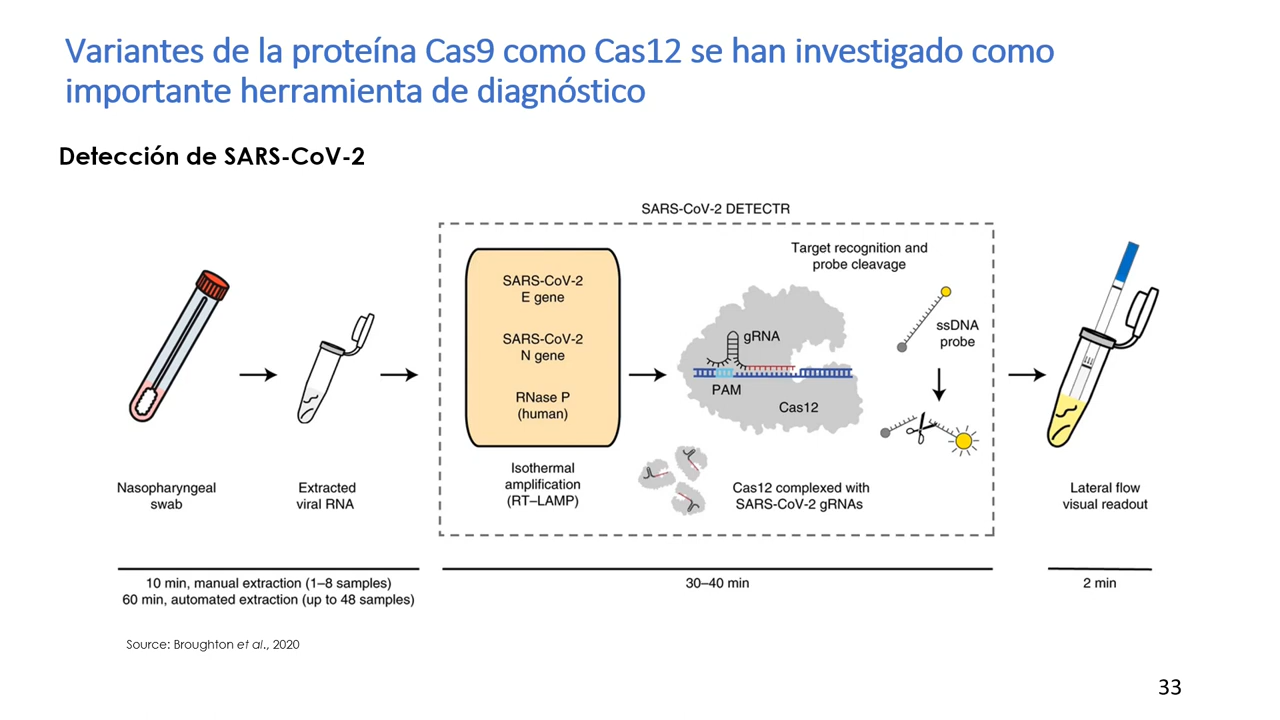 Variantes de la proteína Cas9 como Cas12 se han investigado como
importante herramienta de diagnóstico
Detección de SARS-CoV-2
SARS-CoV-2 DETECTR
SARS-CoV-2
E gene
SARS-CoV-2
N gene
RNase P
(human)
Target recognition and
probe cleavage
gRNA
PAM
Cas12
ssDNA
probe
Nasopharyngeal
swab
Extracted
viral RNA
Isothermal
amplification
(RT–LAMP)
Cas12 complexed with
SARS-CoV-2 gRNAs
Lateral flow
visual readout
10 min, manual extraction (1–8 samples)
60 min, automated extraction (up to 48 samples)
30–40 min
2 min
Source: Broughton et al., 2020
33